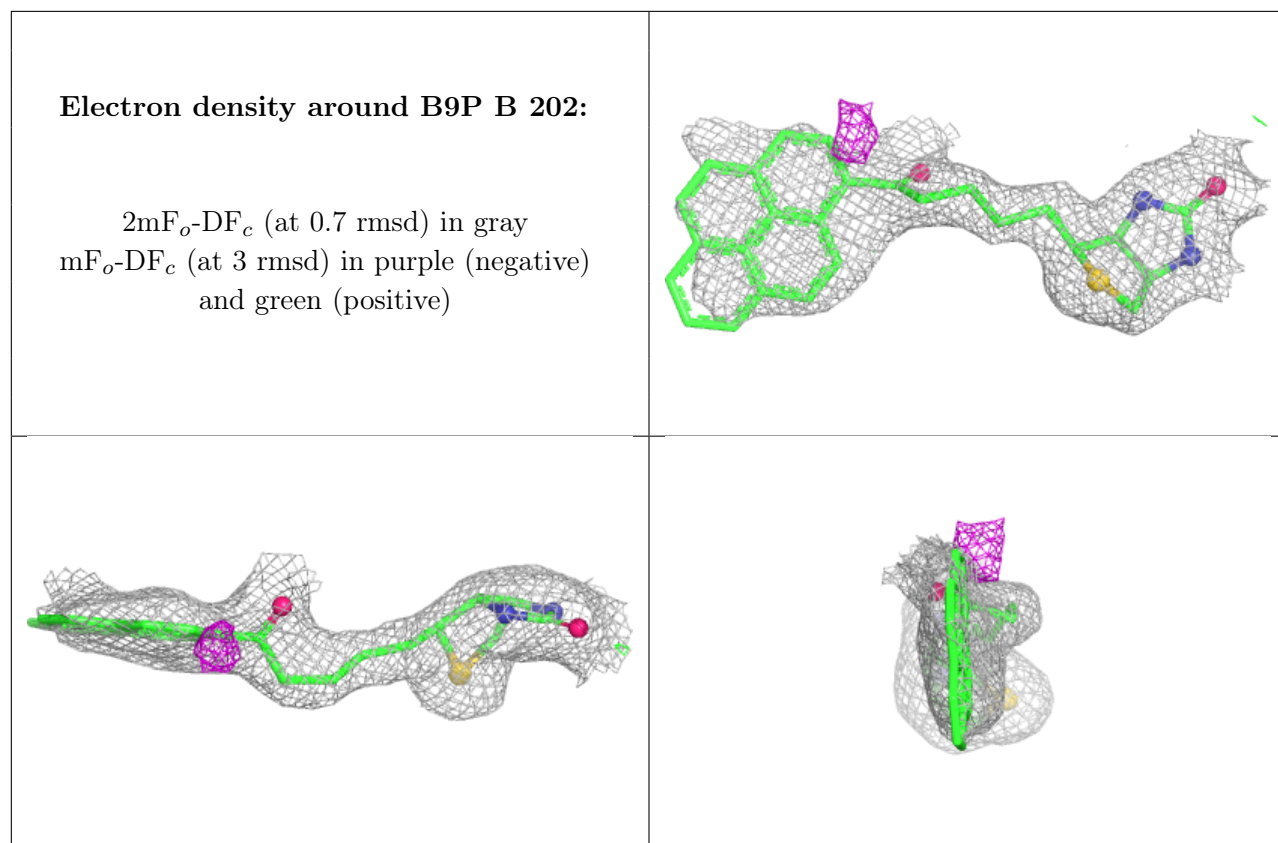 Electron density around B9P B 202:
2mFo-DFc (at 0.7 rmsd) in gray
mFo-DFc (at 3 rmsd) in purple (negative)
and green (positive)